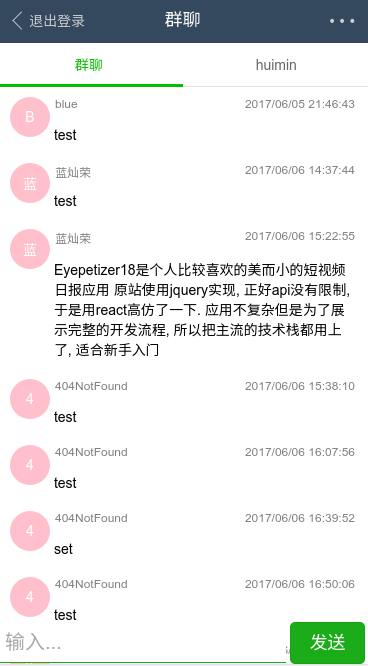 退出登录 群聊
群聊 huimin
B blue 2017/06/05 21:46:43
test
蓝 蓝灿荣 2017/06/06 14:37:44
test
蓝 蓝灿荣 2017/06/06 15:22:55
Eyepetizer18是个人比较喜欢的美而小的短视频
日报应用 原站使用jquery实现, 正好api没有限制,
于是用react高仿了一下. 应用不复杂但是为了展
示完整的开发流程, 所以把主流的技术栈都用上
了, 适合新手入门
4 404NotFound 2017/06/06 15:38:10
test
4 404NotFound 2017/06/06 16:07:56
test
4 404NotFound 2017/06/06 16:39:52
set
4 404NotFound 2017/06/06 16:50:06
test
输入... 发送